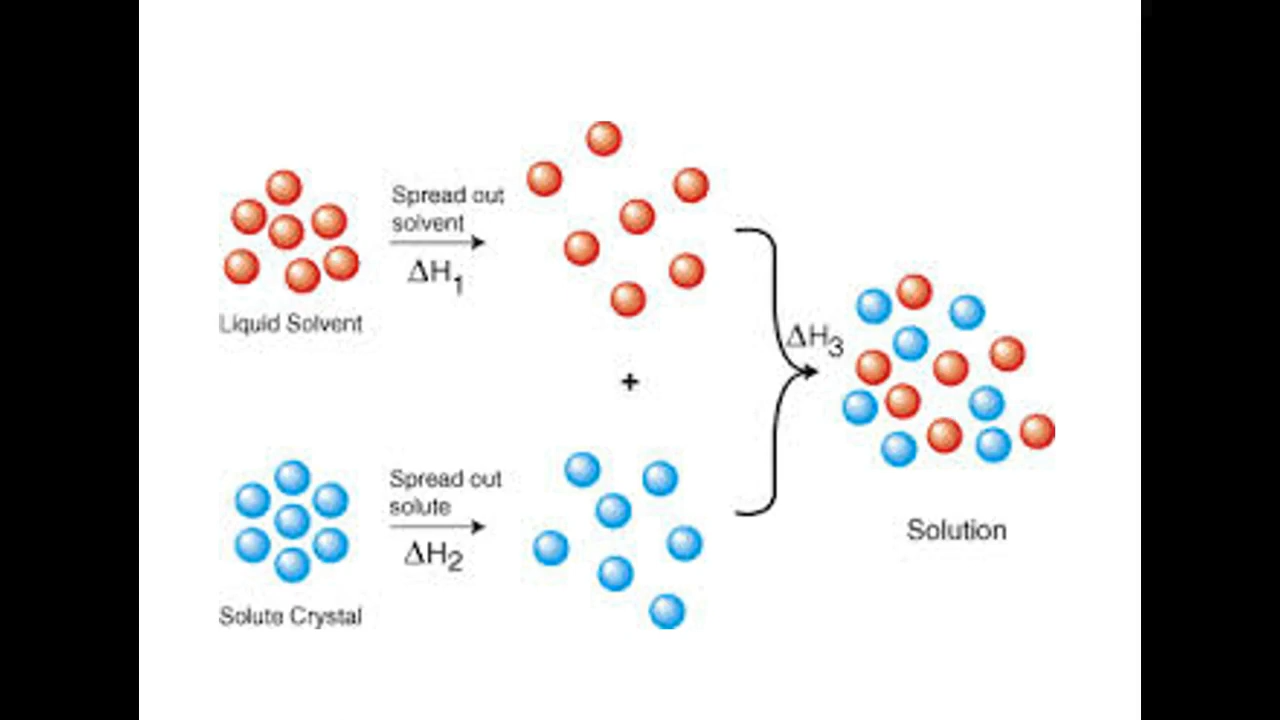 Spread out
solvent
ΔH₁
Liquid Solvent
+
ΔH₃
Spread out
solute
ΔH₂
Solute Crystal
Solution